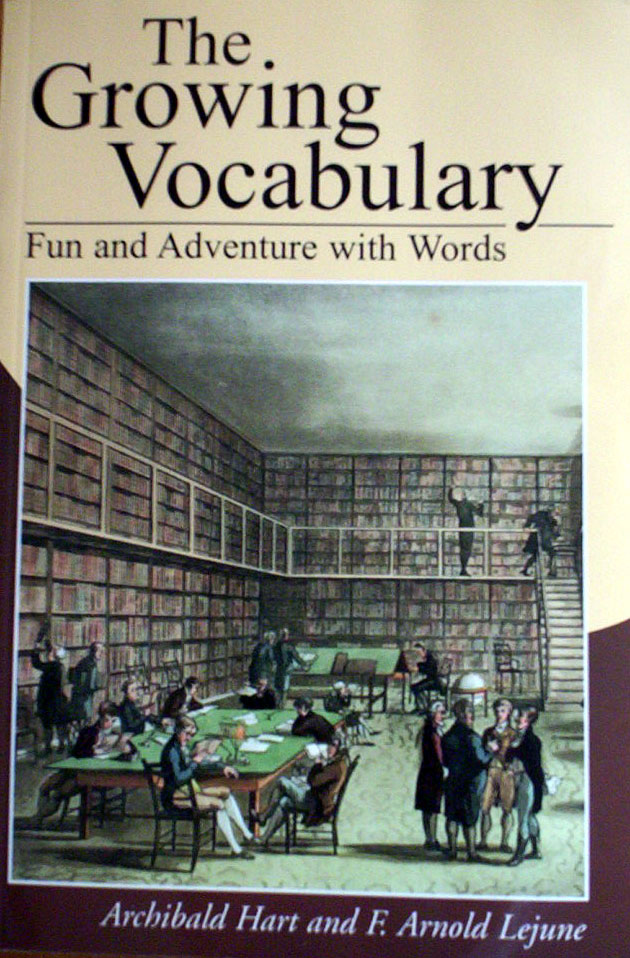 The
Growing
Vocabulary
Fun and Adventure with Words
Archibald Hart and F. Arnold Lejune